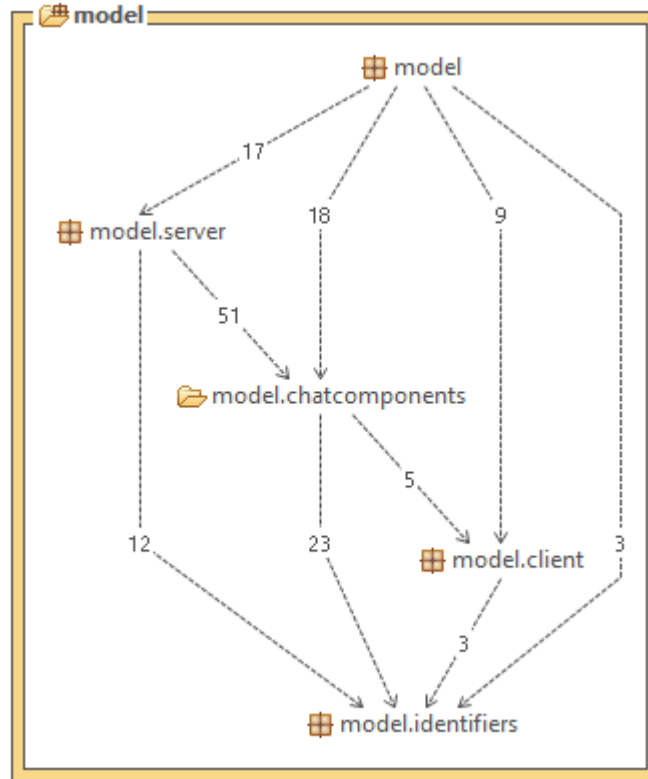 model
model
17
18
9
model.server
51
model.chatcomponents
5
12
23
3
model.client
3
model.identifiers